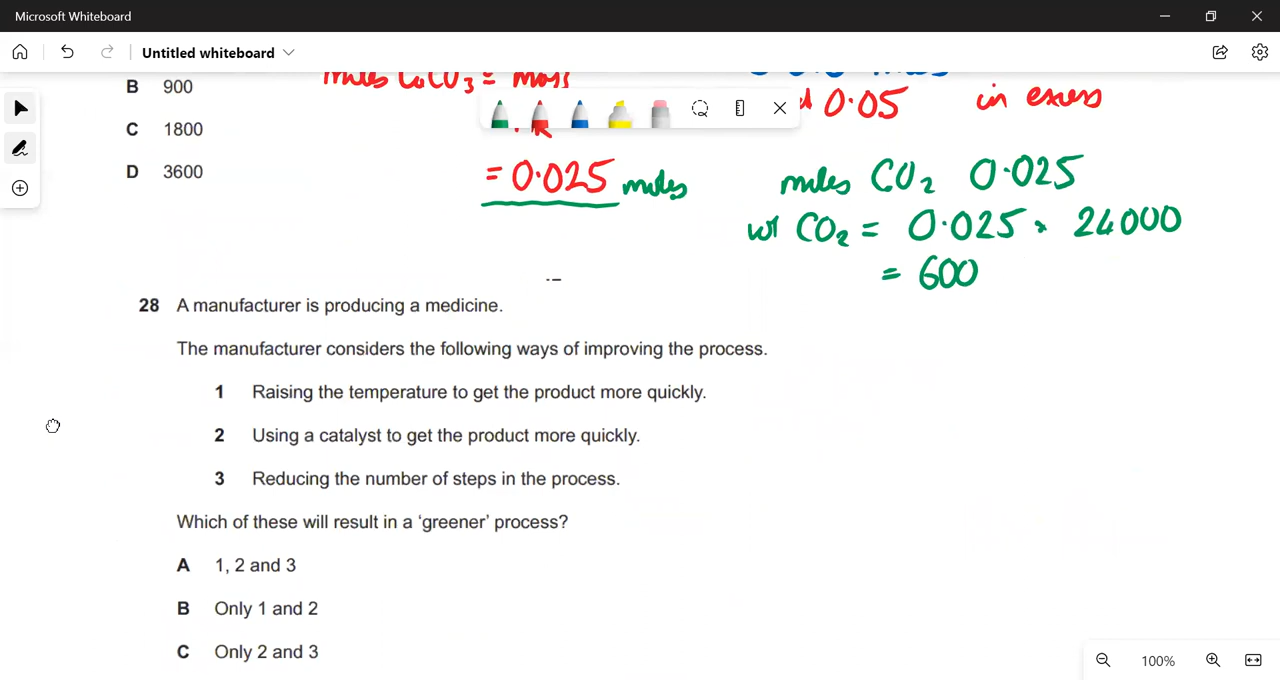 Microsoft Whiteboard
Untitled whiteboard
B 900
C 1800
D 3600
moles CaCO3 = mass
= 0.025 moles
0.05 in excess
moles CO2 0.025
CO2 = 0.025 × 24000
= 600
28 A manufacturer is producing a medicine.
The manufacturer considers the following ways of improving the process.
1 Raising the temperature to get the product more quickly.
2 Using a catalyst to get the product more quickly.
3 Reducing the number of steps in the process.
Which of these will result in a ‘greener’ process?
A 1, 2 and 3
B Only 1 and 2
C Only 2 and 3
100%